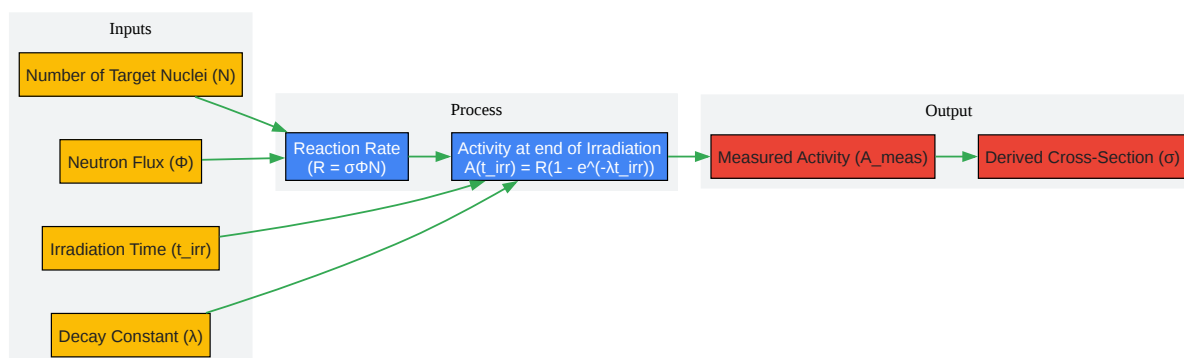 Inputs
Number of Target Nuclei (N)
Neutron Flux (Φ)
Irradiation Time (t_irr)
Decay Constant (λ)
Process
Reaction Rate
(R = σΦN)
Activity at end of Irradiation
A(t_irr) = R(1 - e^(-λt_irr))
Output
Measured Activity (A_meas)
Derived Cross-Section (σ)